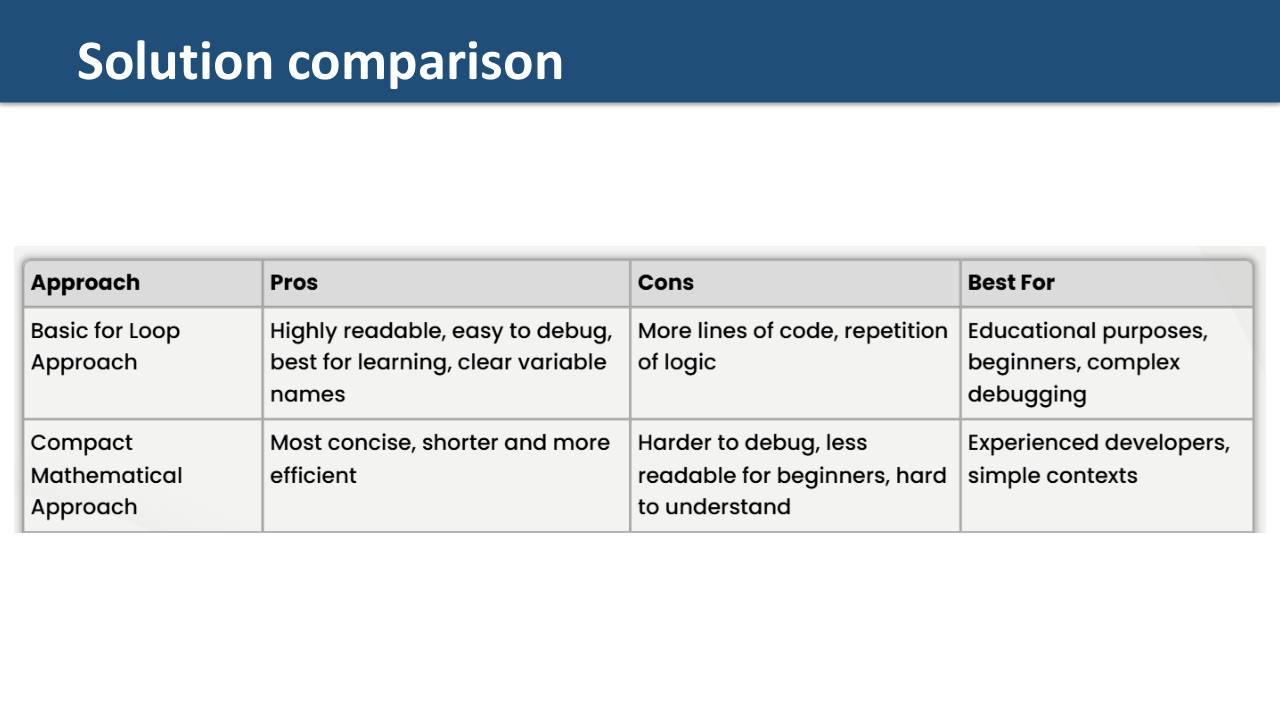 Solution comparison
Approach
Pros
Cons
Best For
Basic for Loop
Approach
Highly readable, easy to debug,
best for learning, clear variable
names
More lines of code, repetition
of logic
Educational purposes,
beginners, complex
debugging
Compact
Mathematical
Approach
Most concise, shorter and more
efficient
Harder to debug, less
readable for beginners, hard
to understand
Experienced developers,
simple contexts